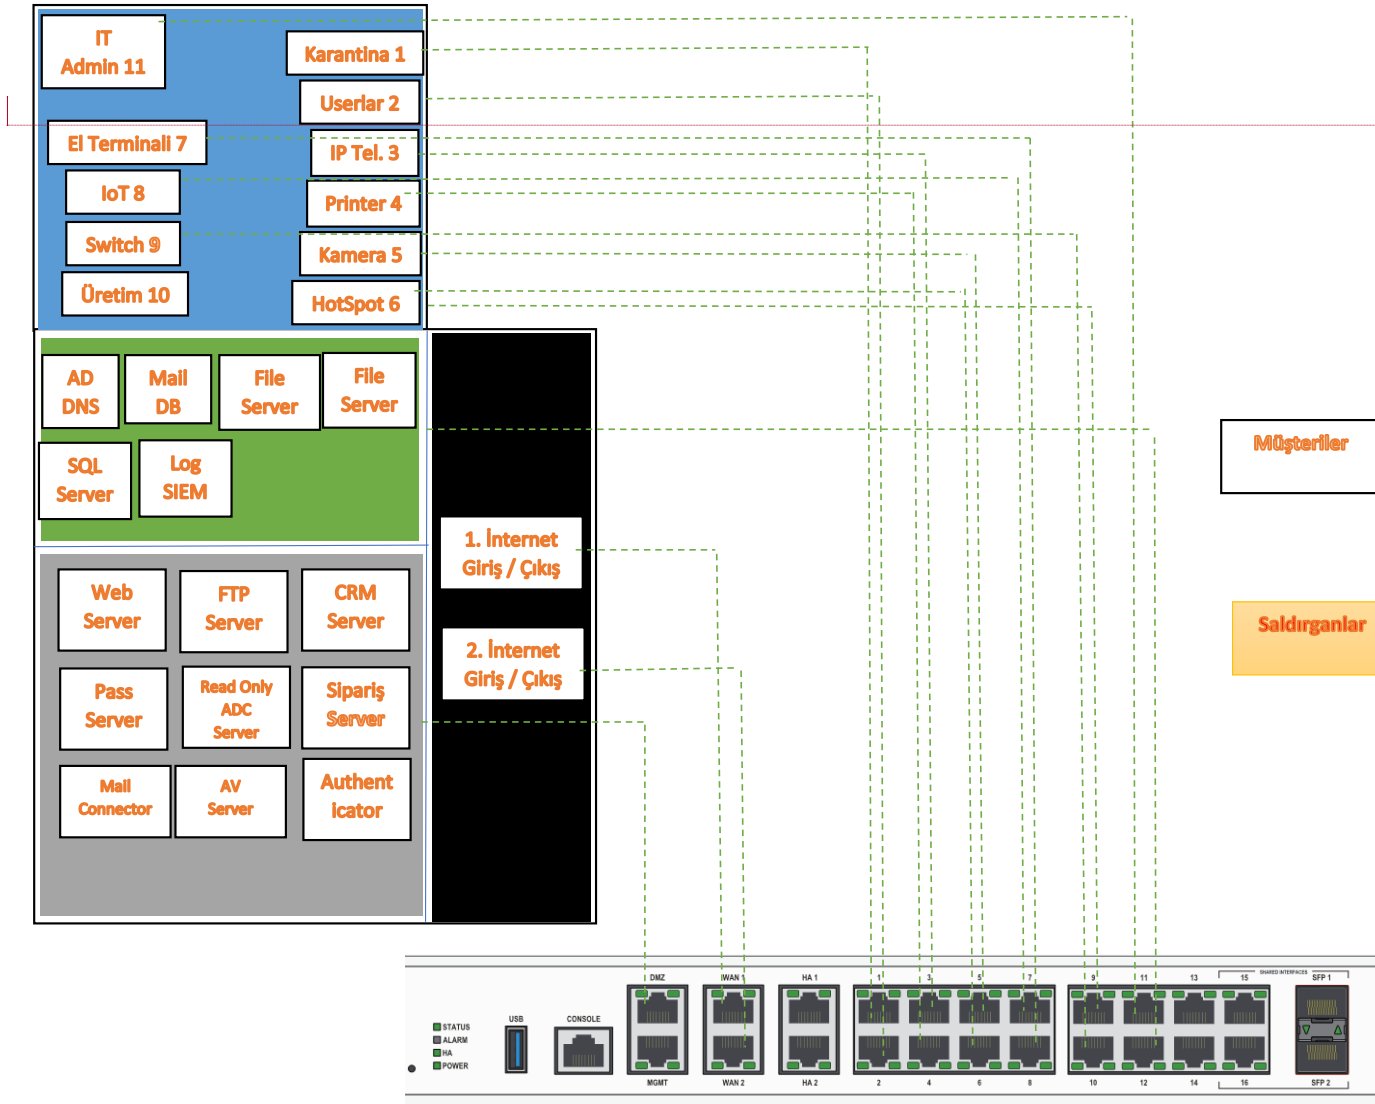 IT
Admin 11
Karantina 1
Userlar 2
El Terminali 7
IP Tel. 3
IoT 8
Printer 4
Switch 9
Kamera 5
Üretim 10
HotSpot 6
AD
DNS
Mail
DB
File
Server
File
Server
SQL
Server
Log
SİEM
Müşteriler
1. İnternet
Giriş / Çıkış
Web
Server
FTP
Server
CRM
Server
Saldırganlar
2. İnternet
Giriş / Çıkış
Pass
Server
Read Only
ADC
Server
Sipariş
Server
Mail
Connector
AV
Server
Authent
icator
DMZ
WAN 1
HA 1
1
3
5
7
9
11
13
15
SHARED INTERFACES
SFP 1
USB
CONSOLE
STATUS
ALARM
HA
POWER
MGMT
WAN 2
HA 2
2
4
6
8
10
12
14
16
SFP 2